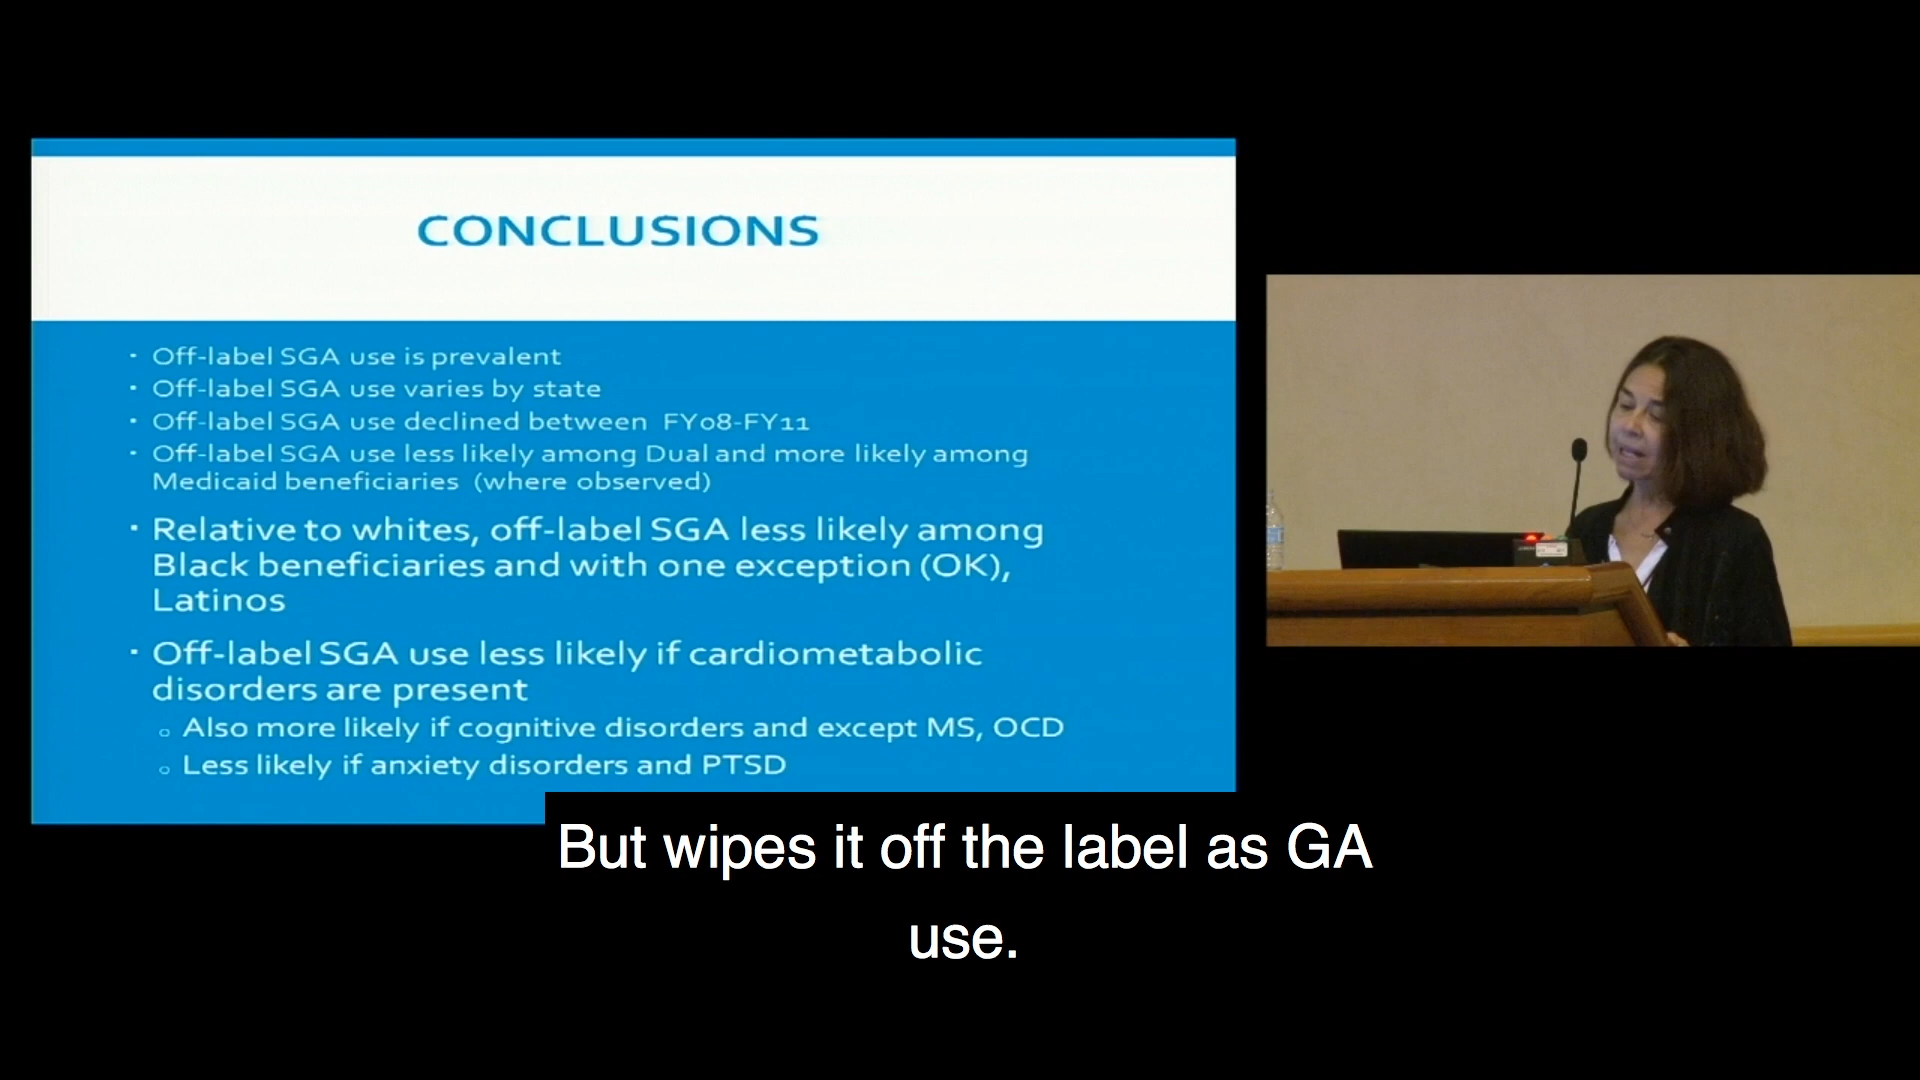 CONCLUSIONS
· Off-label SGA use is prevalent
· Off-label SGA use varies by state
· Off-label SGA use declined between FY08-FY11
· Off-label SGA use less likely among Dual and more likely among
Medicaid beneficiaries (where observed)
· Relative to whites, off-label SGA less likely among
Black beneficiaries and with one exception (OK),
Latinos
· Off-label SGA use less likely if cardiometabolic
disorders are present
o Also more likely if cognitive disorders and except MS, OCD
o Less likely if anxiety disorders and PTSD
But wipes it off the label as GA
use.